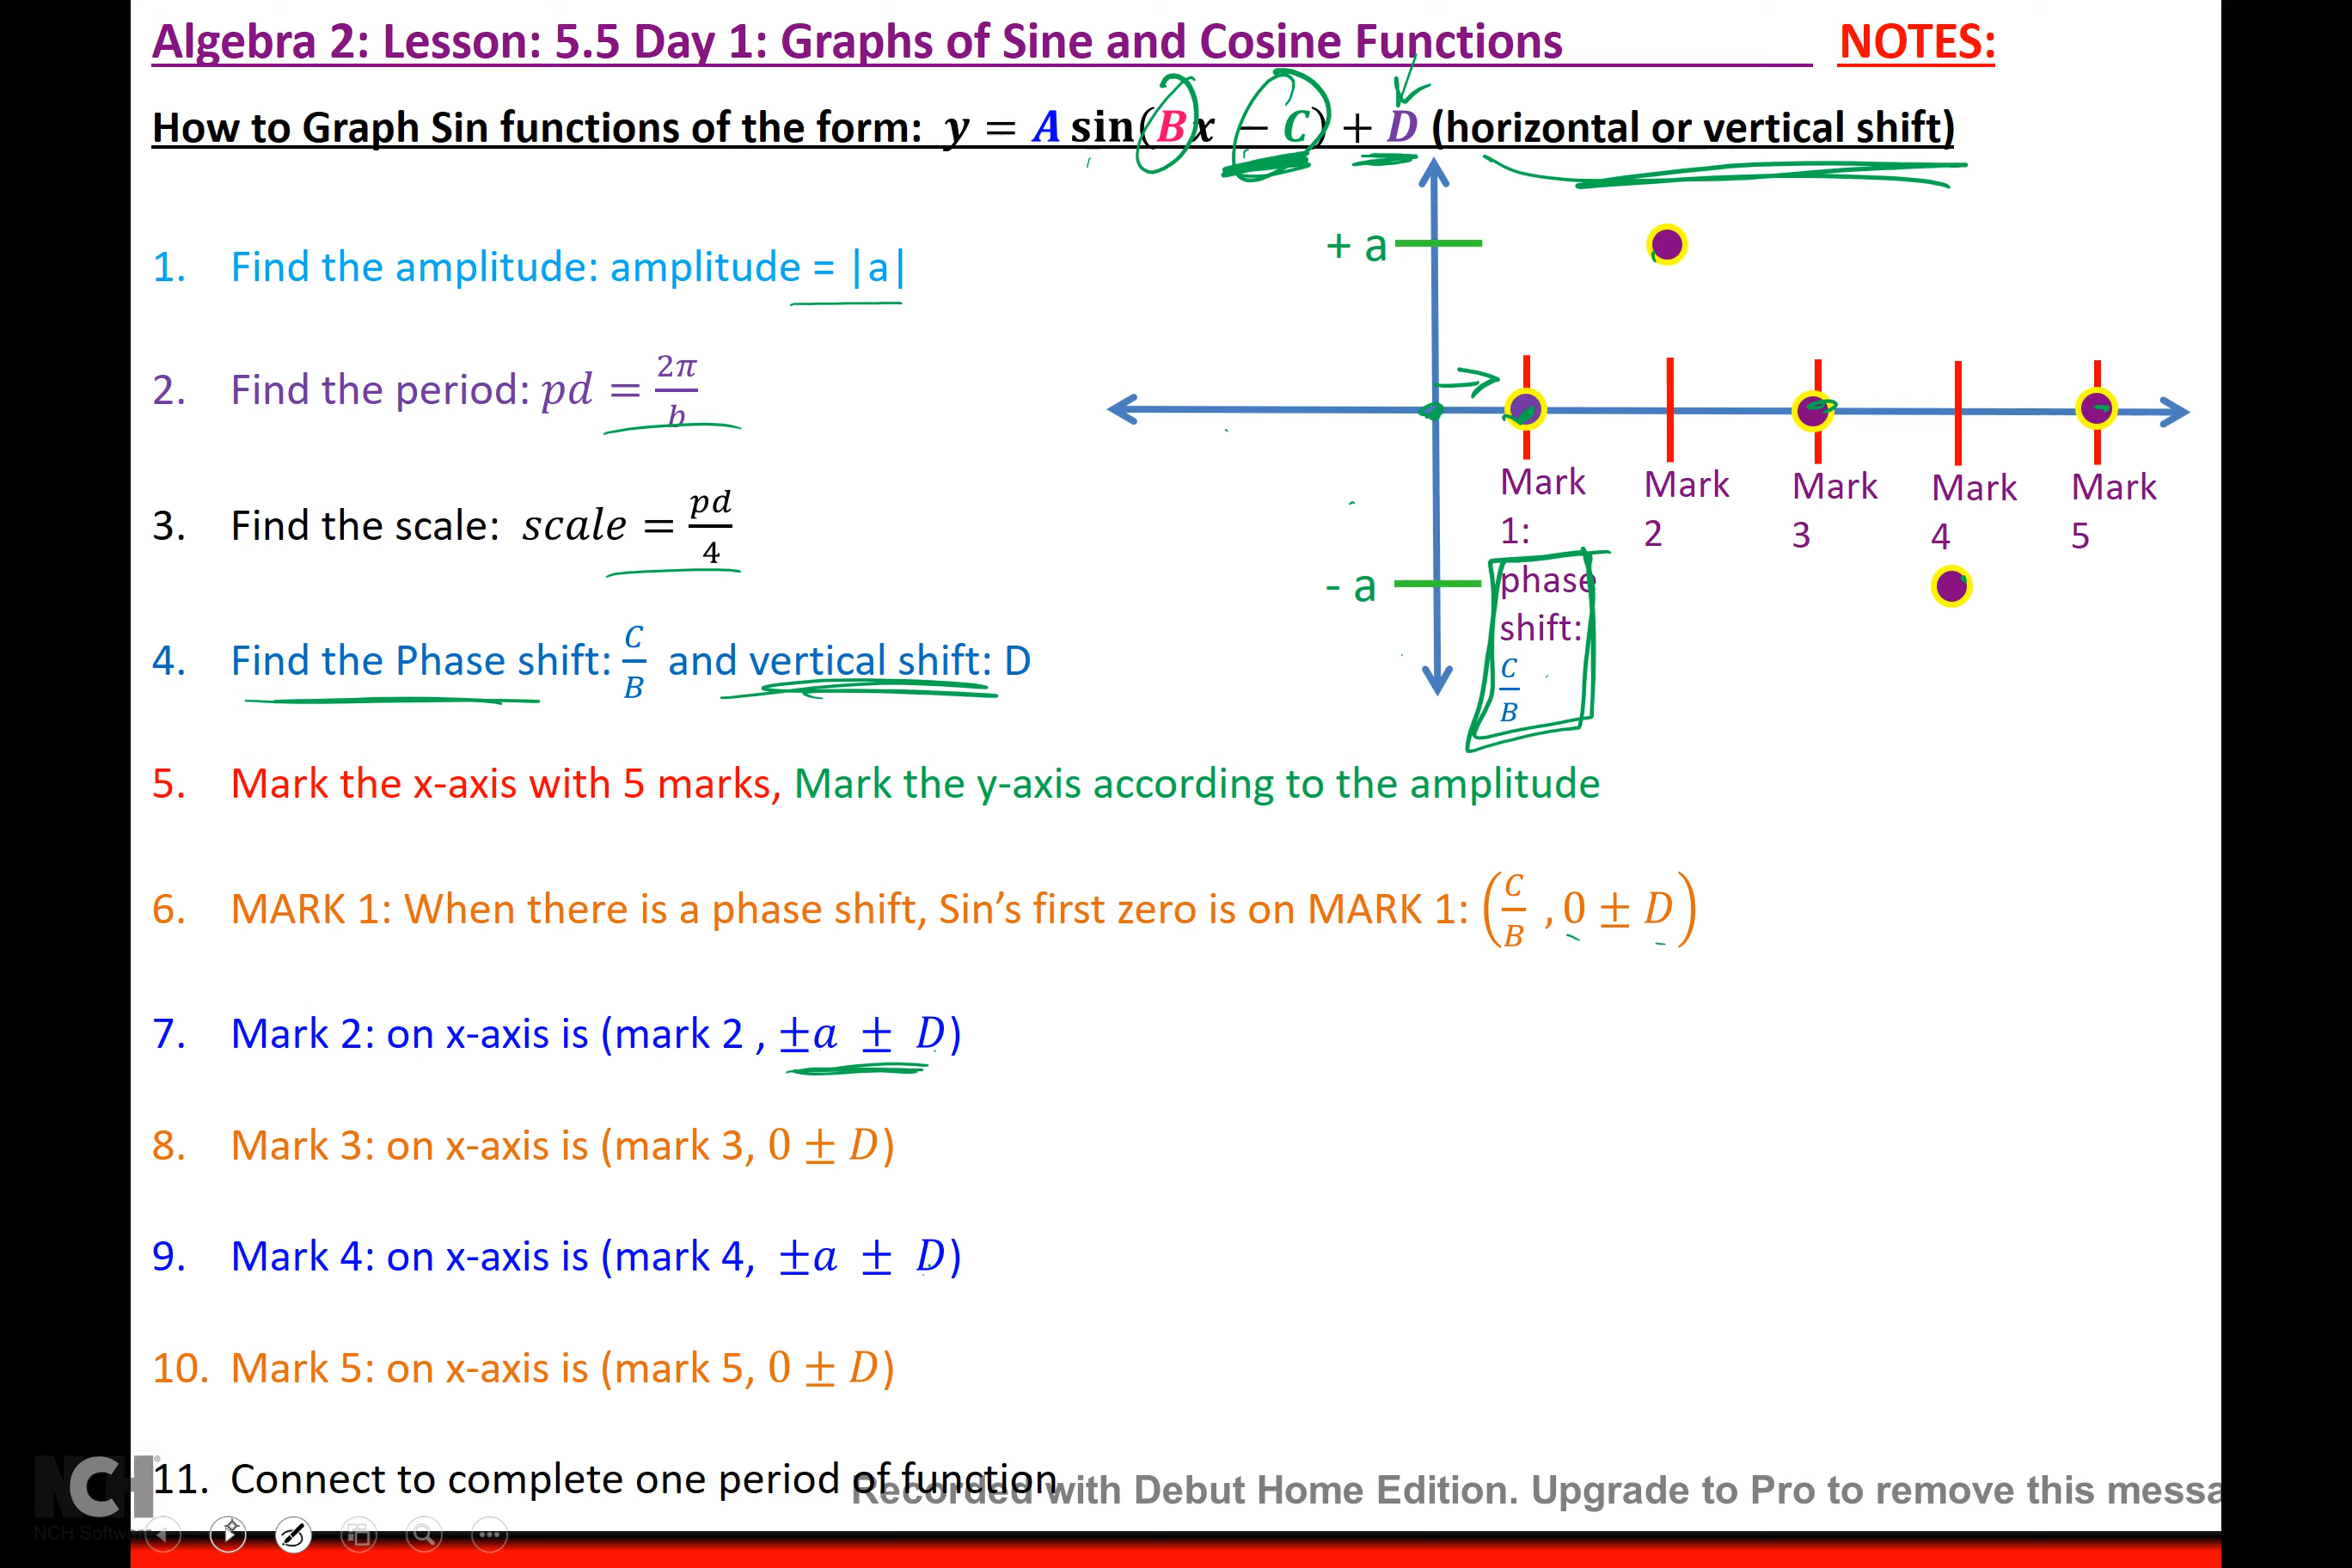 Algebra 2: Lesson: 5.5 Day 1: Graphs of Sine and Cosine Functions NOTES:
How to Graph Sin functions of the form: y = A sin(Bx − C) + D (horizontal or vertical shift)
+ a
1. Find the amplitude: amplitude = |a|
2. Find the period: pd = 2π/b
Mark 1: Mark 2 Mark 3 Mark 4 Mark 5
3. Find the scale: scale = pd/4
- a
phase
shift:
C/B
4. Find the Phase shift: C/B and vertical shift: D
5. Mark the x-axis with 5 marks, Mark the y-axis according to the amplitude
6. MARK 1: When there is a phase shift, Sin’s first zero is on MARK 1: (C/B , 0 ± D)
7. Mark 2: on x-axis is (mark 2 , ±a ± D)
8. Mark 3: on x-axis is (mark 3, 0 ± D)
9. Mark 4: on x-axis is (mark 4, ±a ± D)
10. Mark 5: on x-axis is (mark 5, 0 ± D)
11. Connect to complete one period of function
Recorded with Debut Home Edition. Upgrade to Pro to remove this messa
NCH
NCH Software